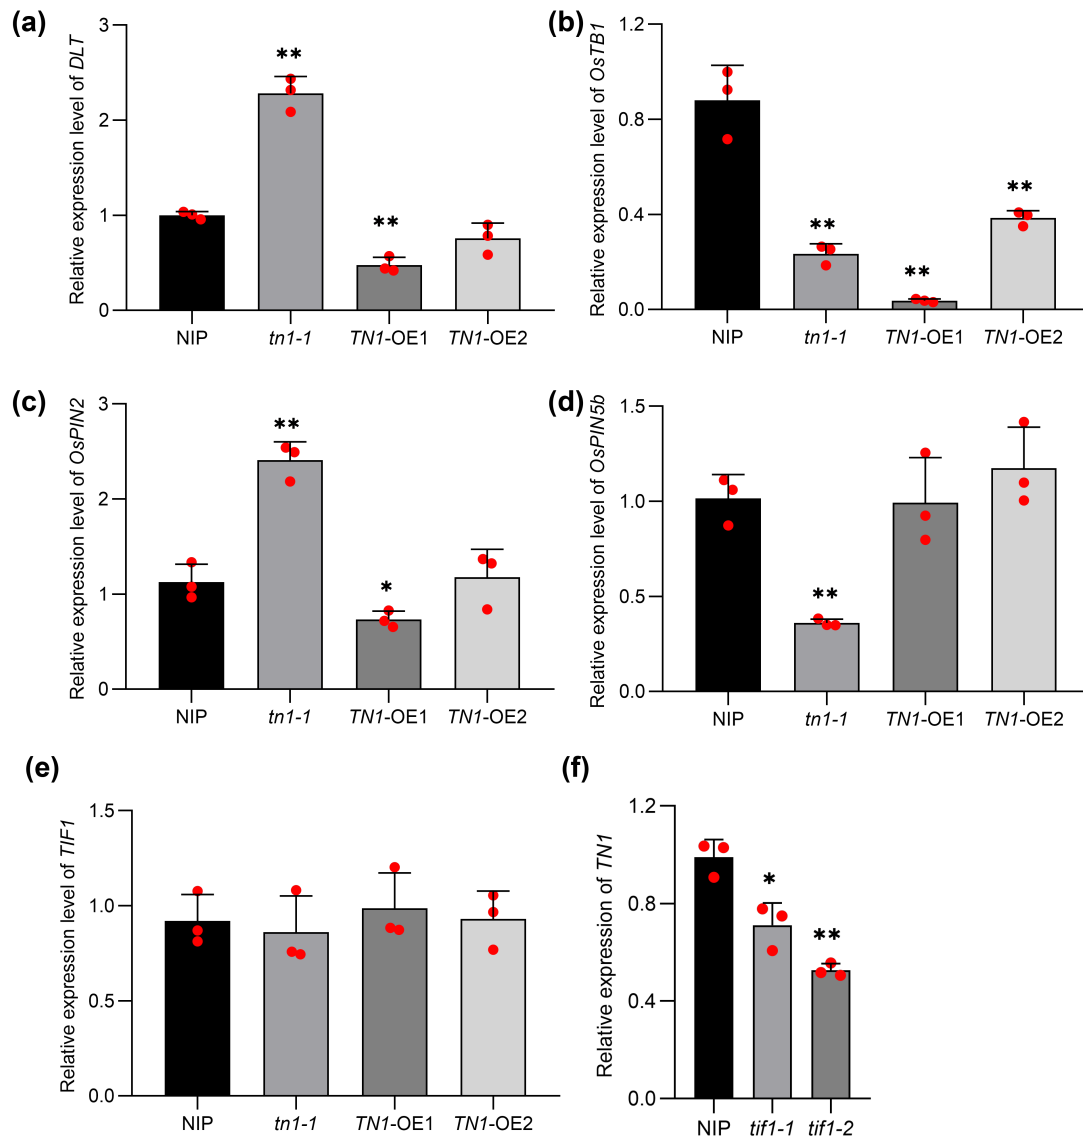 (a)
Relative expression level of DLT
3
2
1
0
**
**
NIP
tn1-1
TN1-OE1
TN1-OE2
(b)
Relative expression level of OsTB1
1.2
0.8
0.4
0.0
**
**
**
NIP
tn1-1
TN1-OE1
TN1-OE2
(c)
Relative expression level of OsPIN2
3
2
1
0
**
*
NIP
tn1-1
TN1-OE1
TN1-OE2
(d)
Relative expression level of OsPIN5b
1.5
1.0
0.5
0.0
**
NIP
tn1-1
TN1-OE1
TN1-OE2
(e)
Relative expression level of TIF1
1.5
1.0
0.5
0.0
NIP
tn1-1
TN1-OE1
TN1-OE2
(f)
Relative expression of TN1
1.2
0.8
0.4
0.0
*
**
NIP
tif1-1
tif1-2